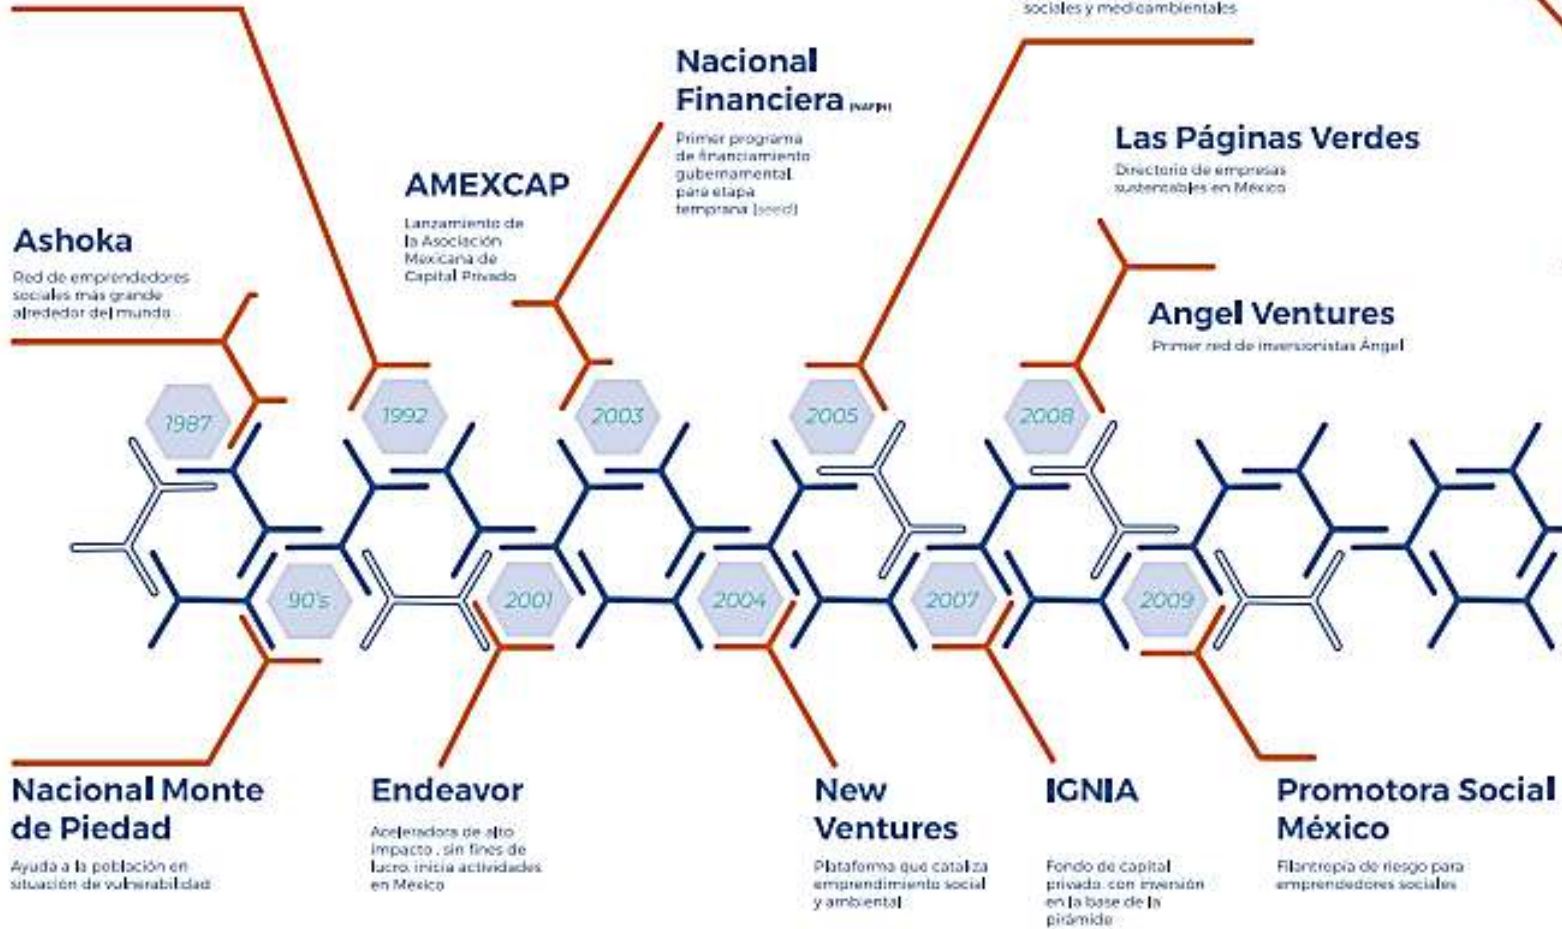 sociales y medioambientales
Nacional
Financiera (NAFIN)
Primer programa
de financiamiento
gubernamental
para etapa
temprana (seed)
Las Páginas Verdes
Directorio de empresas
sustentables en México
AMEXCAP
Lanzamiento de
la Asociación
Mexicana de
Capital Privado
Ashoka
Red de emprendedores
sociales más grande
alrededor del mundo
Angel Ventures
Primer red de inversionistas Ángel
1987
1992
2003
2005
2008
90's
2001
2004
2007
2009
Nacional Monte
de Piedad
Ayuda a la población en
situación de vulnerabilidad
Endeavor
Aceleradora de alto
impacto, sin fines de
lucro, inicia actividades
en México
New
Ventures
Plataforma que cataliza
emprendimiento social
y ambiental
IGNIA
Fondo de capital
privado, con inversión
en la base de la
pirámide
Promotora Social
México
Filantropía de riesgo para
emprendedores sociales